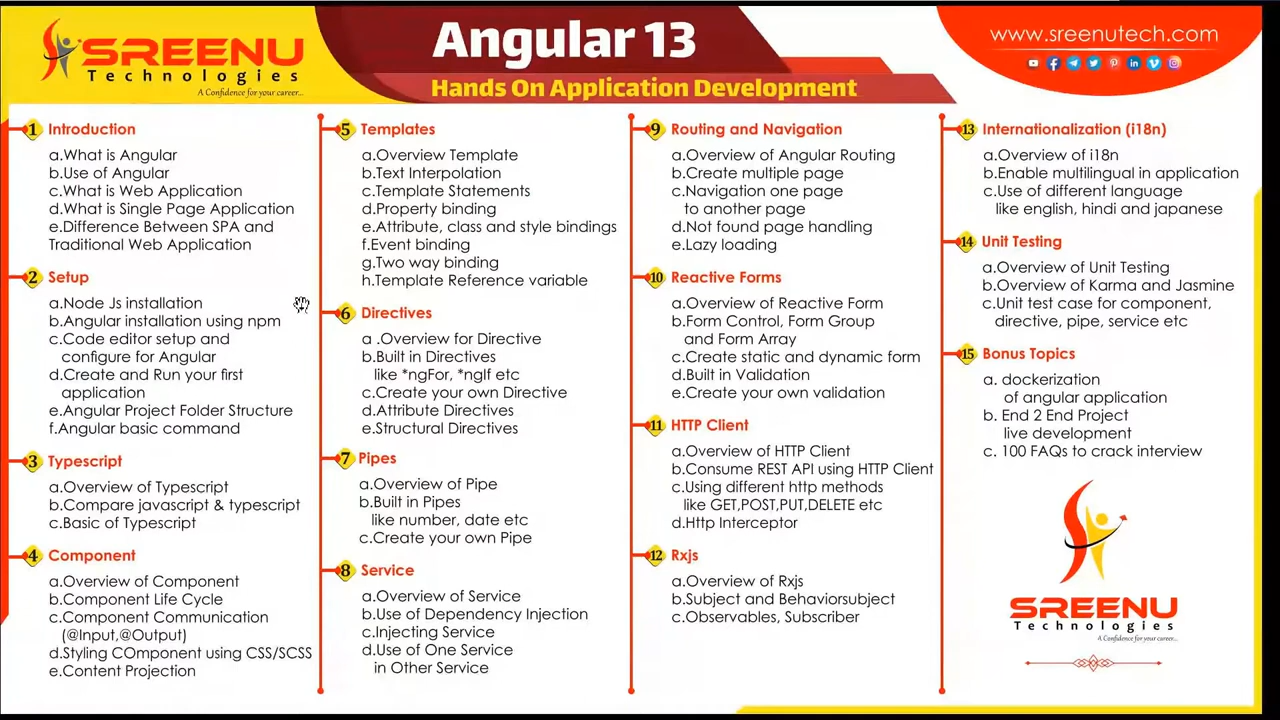 SREENU
Technologies
A Confidence for your career...
Angular 13
Hands On Application Development
www.sreenutech.com
1 Introduction
a.What is Angular
b.Use of Angular
c.What is Web Application
d.What is Single Page Application
e.Difference Between SPA and
Traditional Web Application
2 Setup
a.Node Js installation
b.Angular installation using npm
c.Code editor setup and
configure for Angular
d.Create and Run your first
application
e.Angular Project Folder Structure
f.Angular basic command
3 Typescript
a.Overview of Typescript
b.Compare javascript & typescript
c.Basic of Typescript
4 Component
a.Overview of Component
b.Component Life Cycle
c.Component Communication
(@Input,@Output)
d.Styling COmponent using CSS/SCSS
e.Content Projection
5 Templates
a.Overview Template
b.Text Interpolation
c.Template Statements
d.Property binding
e.Attribute, class and style bindings
f.Event binding
g.Two way binding
h.Template Reference variable
6 Directives
a .Overview for Directive
b.Built in Directives
like *ngFor, *ngIf etc
c.Create your own Directive
d.Attribute Directives
e.Structural Directives
7 Pipes
a.Overview of Pipe
b.Built in Pipes
like number, date etc
c.Create your own Pipe
8 Service
a.Overview of Service
b.Use of Dependency Injection
c.Injecting Service
d.Use of One Service
in Other Service
9 Routing and Navigation
a.Overview of Angular Routing
b.Create multiple page
c.Navigation one page
to another page
d.Not found page handling
e.Lazy loading
10 Reactive Forms
a.Overview of Reactive Form
b.Form Control, Form Group
and Form Array
c.Create static and dynamic form
d.Built in Validation
e.Create your own validation
11 HTTP Client
a.Overview of HTTP Client
b.Consume REST API using HTTP Client
c.Using different http methods
like GET,POST,PUT,DELETE etc
d.Http Interceptor
12 Rxjs
a.Overview of Rxjs
b.Subject and Behaviorsubject
c.Observables, Subscriber
13 Internationalization (i18n)
a.Overview of i18n
b.Enable multilingual in application
c.Use of different language
like english, hindi and japanese
14 Unit Testing
a.Overview of Unit Testing
b.Overview of Karma and Jasmine
c.Unit test case for component,
directive, pipe, service etc
15 Bonus Topics
a. dockerization
of angular application
b. End 2 End Project
live development
c. 100 FAQs to crack interview
SREENU
Technologies
A Confidence for your career...